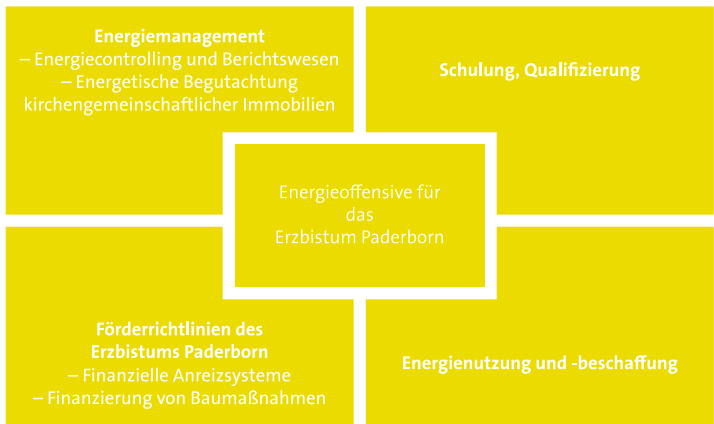 Energiemanagement
– Energiecontrolling und Berichtswesen
– Energetische Begutachtung
kirchengemeinschaftlicher Immobilien
Schulung, Qualifizierung
Energieoffensive für
das
Erzbistum Paderborn
Förderrichtlinien des
Erzbistums Paderborn
– Finanzielle Anreizsysteme
– Finanzierung von Baumaßnahmen
Energienutzung und -beschaffung